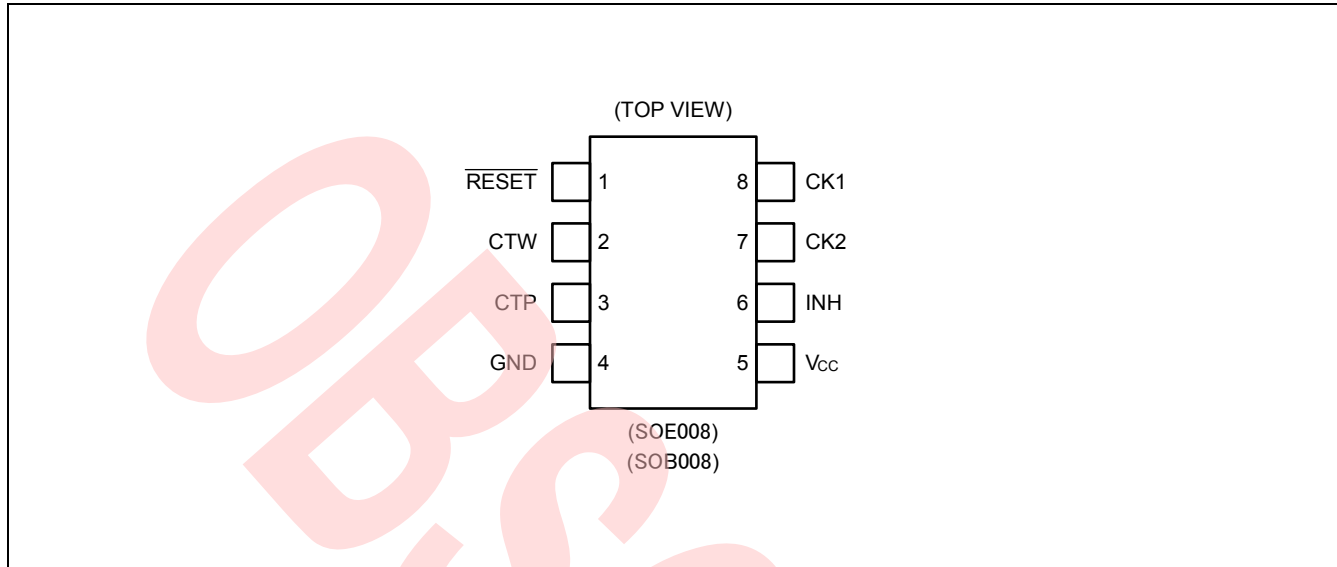 (TOP VIEW)
RESET 1 8 CK1
CTW 2 7 CK2
CTP 3 6 INH
GND 4 5 VCC
(SOE008)
(SOB008)
OBS